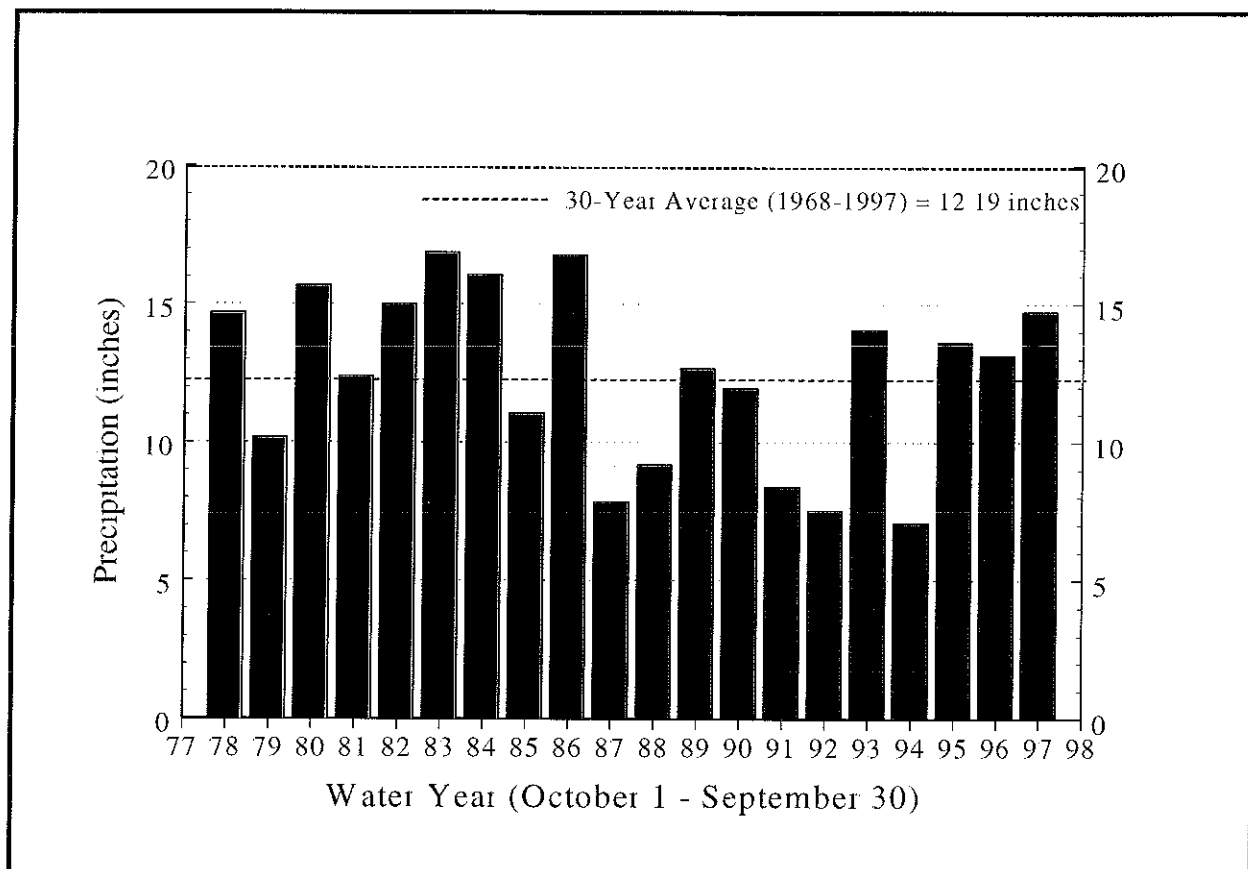 20
20
30-Year Average (1968-1997) = 12 19 inches
15
15
Precipitation (inches)
10
10
5
5
0
0
77 78 79 80 81 82 83 84 85 86 87 88 89 90 91 92 93 94 95 96 97 98
Water Year (October 1 - September 30)